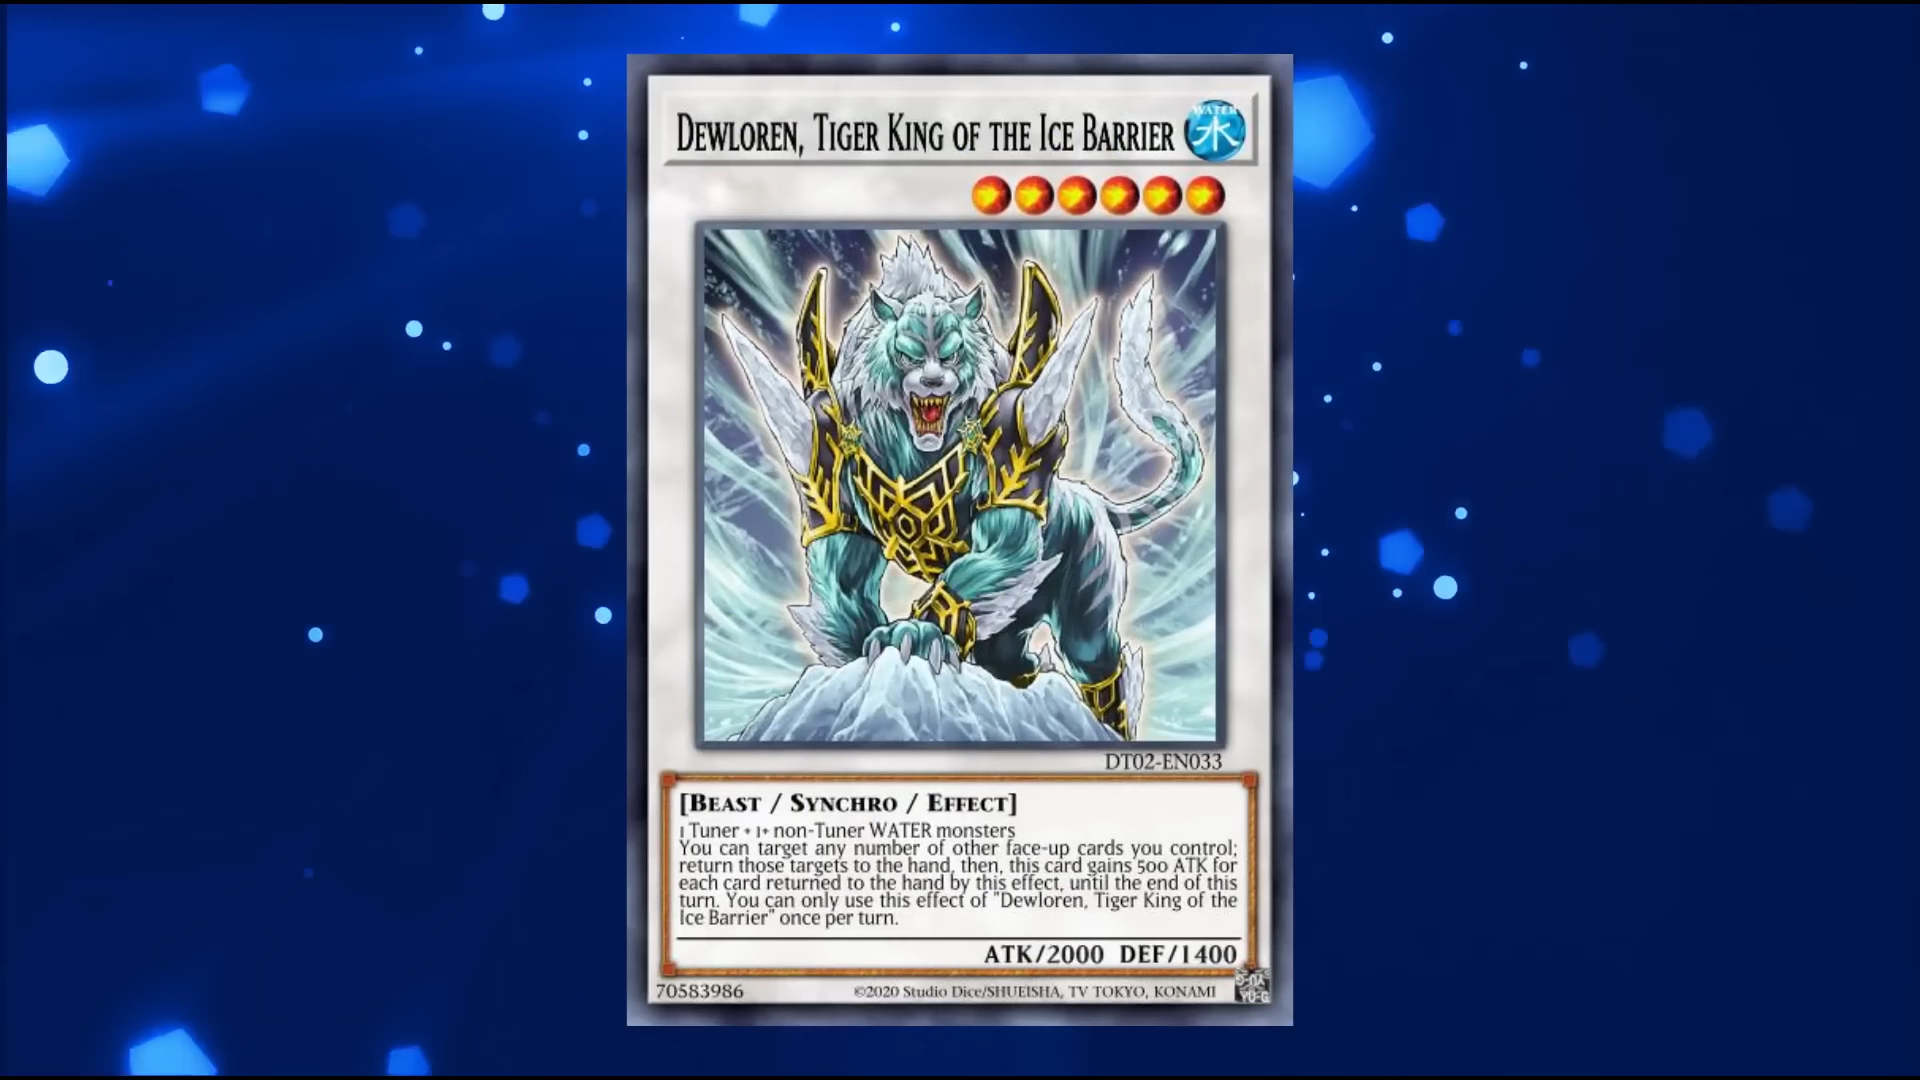 Dewloren, Tiger King of the Ice Barrier
WATER
水
DT02-EN033
[Beast / Synchro / Effect]
1 Tuner + 1+ non-Tuner WATER monsters
You can target any number of other face-up cards you control;
return those targets to the hand, then, this card gains 500 ATK for
each card returned to the hand by this effect, until the end of this
turn. You can only use this effect of "Dewloren, Tiger King of the
Ice Barrier" once per turn.
ATK/2000 DEF/1400
70583986
©2020 Studio Dice/SHUEISHA, TV TOKYO, KONAMI